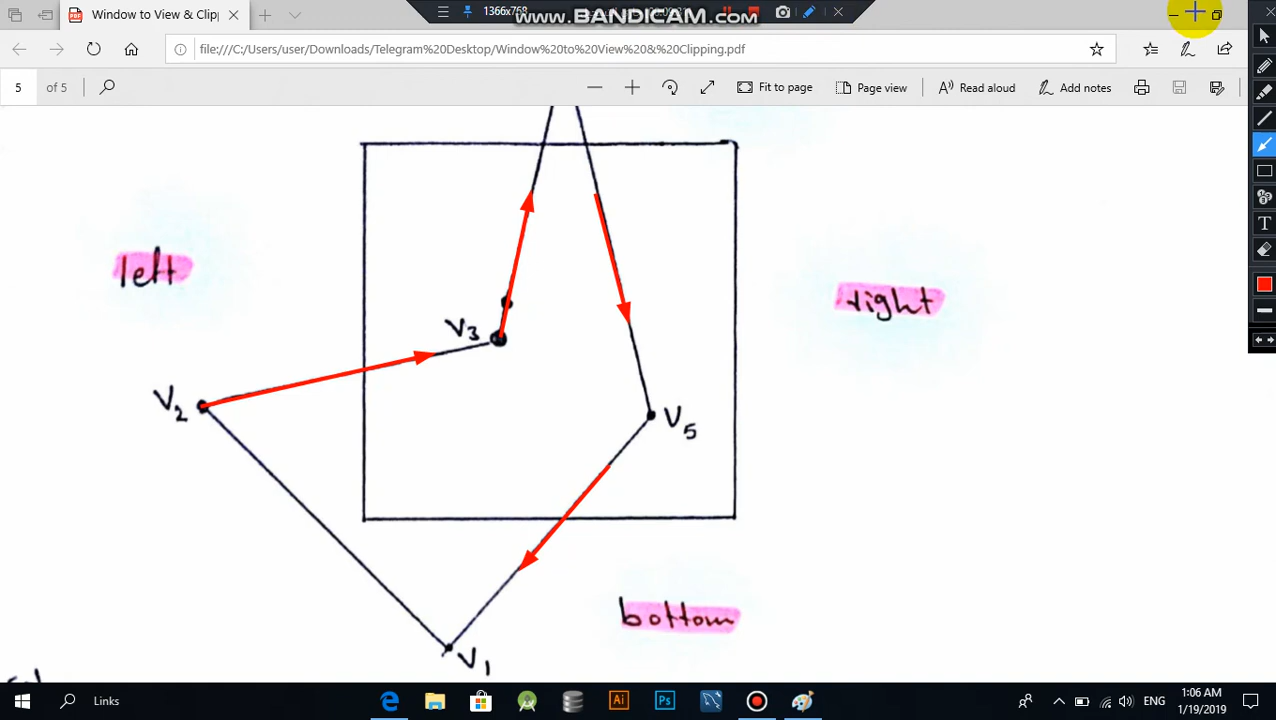 Window to View & Clipp
1366x768
www.BANDICAM.com
file:///C:/Users/user/Downloads/Telegram%20Desktop/Window%20to%20View%20&%20Clipping.pdf
5 of 5
Fit to page
Page view
Read aloud
Add notes
left
right
V3
V2
V5
bottom
V1
Links
ENG
1:06 AM
1/19/2019